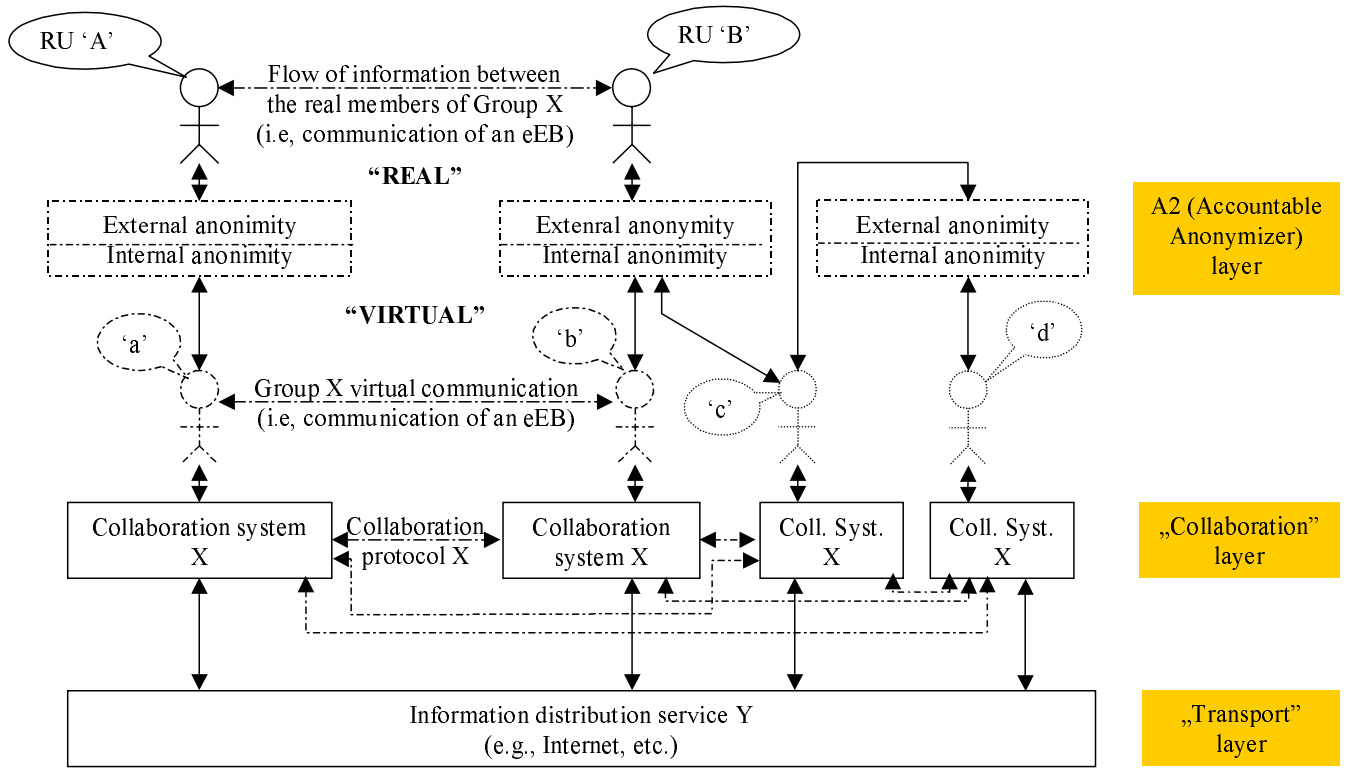 RU ‘A’
RU ‘B’
Flow of information between
the real members of Group X
(i.e, communication of an eEB)
“REAL”
External anonimity
Internal anonimity
Extenral anonymity
Internal anonimity
External anonimity
Internal anonimity
A2 (Accountable
Anonymizer)
layer
“VIRTUAL”
‘a’
‘b’
‘c’
‘d’
Group X virtual communication
(i.e, communication of an eEB)
Collaboration system
X
Collaboration
protocol X
Collaboration
system X
Coll. Syst.
X
Coll. Syst.
X
„Collaboration”
layer
Information distribution service Y
(e.g., Internet, etc.)
„Transport”
layer